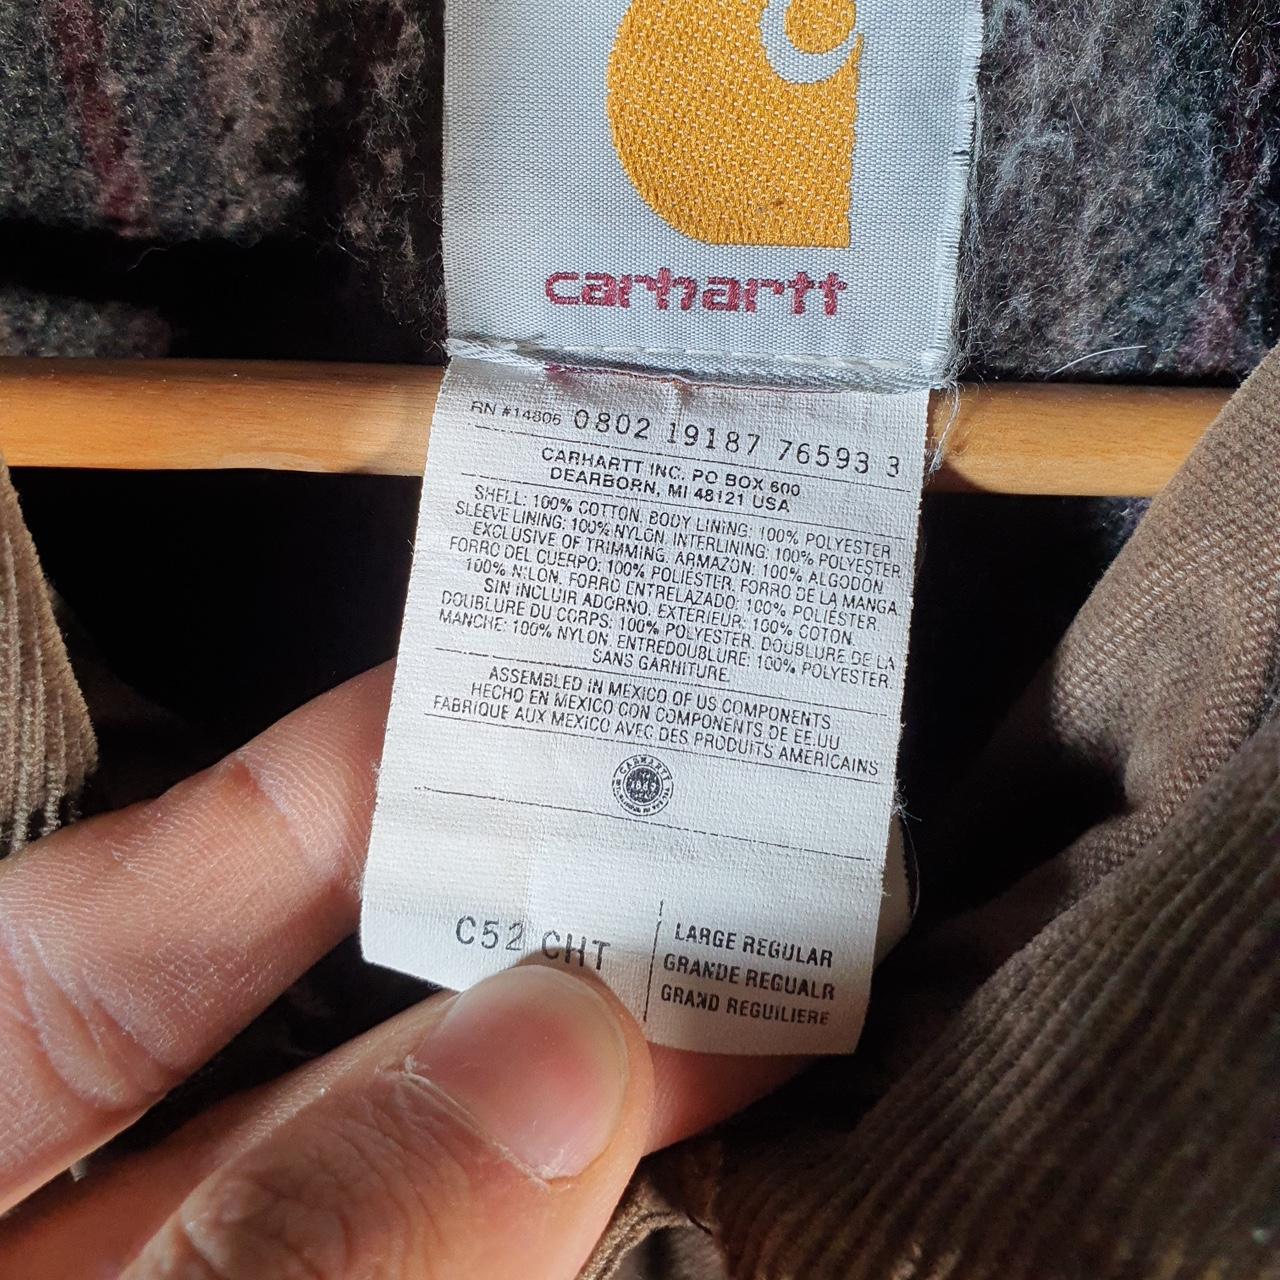 carhartt
RN #14806 0802 19187 76593 3
CARHARTT INC. PO BOX 600
DEARBORN, MI 48121 USA
SHELL: 100% COTTON. BODY LINING: 100% POLYESTER
SLEEVE LINING: 100% NYLON. INTERLINING: 100% POLYESTER
EXCLUSIVE OF TRIMMING. ARMAZON: 100% ALGODON.
FORRO DEL CUERPO: 100% POLIESTER. FORRO DE LA MANGA:
100% NILON. FORRO ENTRELAZADO: 100% POLIESTER.
SIN INCLUIR ADORNO. EXTERIEUR: 100% COTON.
DOUBLURE DU CORPS: 100% POLYESTER. DOUBLURE DE LA
MANCHE: 100% NYLON. ENTREDOUBLURE: 100% POLYESTER.
SANS GARNITURE.
ASSEMBLED IN MEXICO OF US COMPONENTS
HECHO EN MEXICO CON COMPONENTS DE EE.UU
FABRIQUE AUX MEXICO AVEC DES PRODUITS AMERICAINS
CARHARTT
1889
C52 CHT
LARGE REGULAR
GRANDE REGUALR
GRAND REGUILIERE